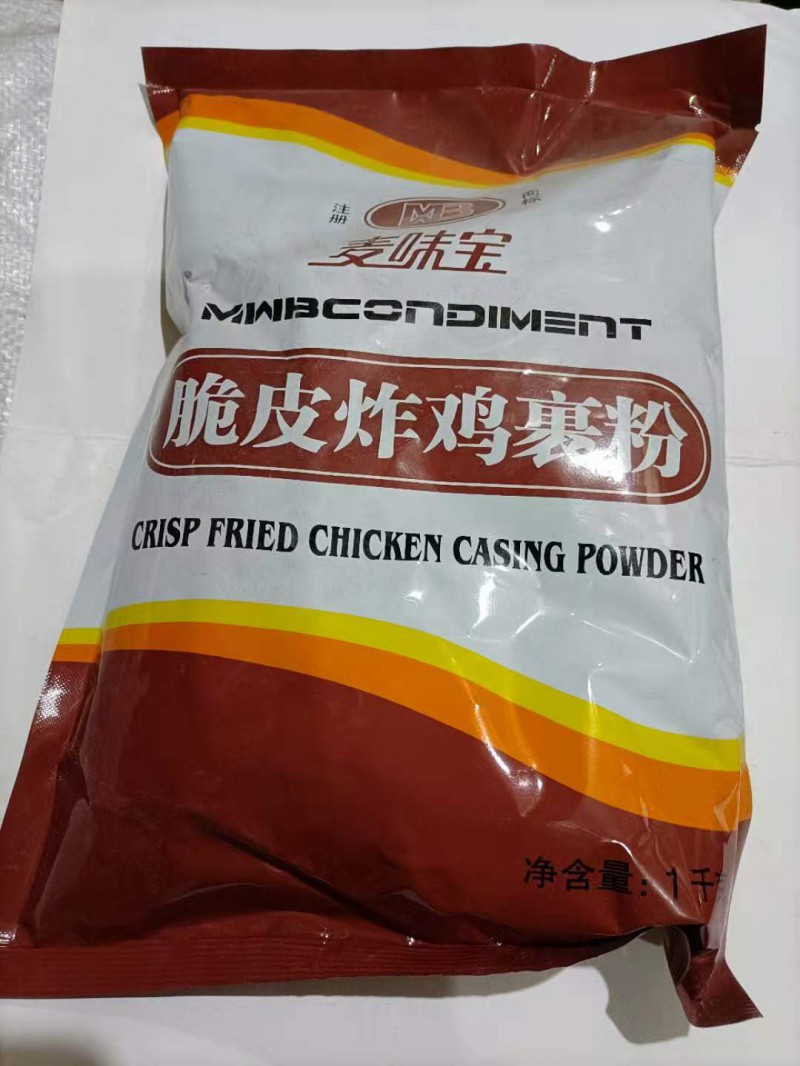 注册 MB 商标
麦味宝
MWBCONDIMENT
脆皮炸鸡裹粉
CRISP FRIED CHICKEN CASING POWDER
净含量：1千